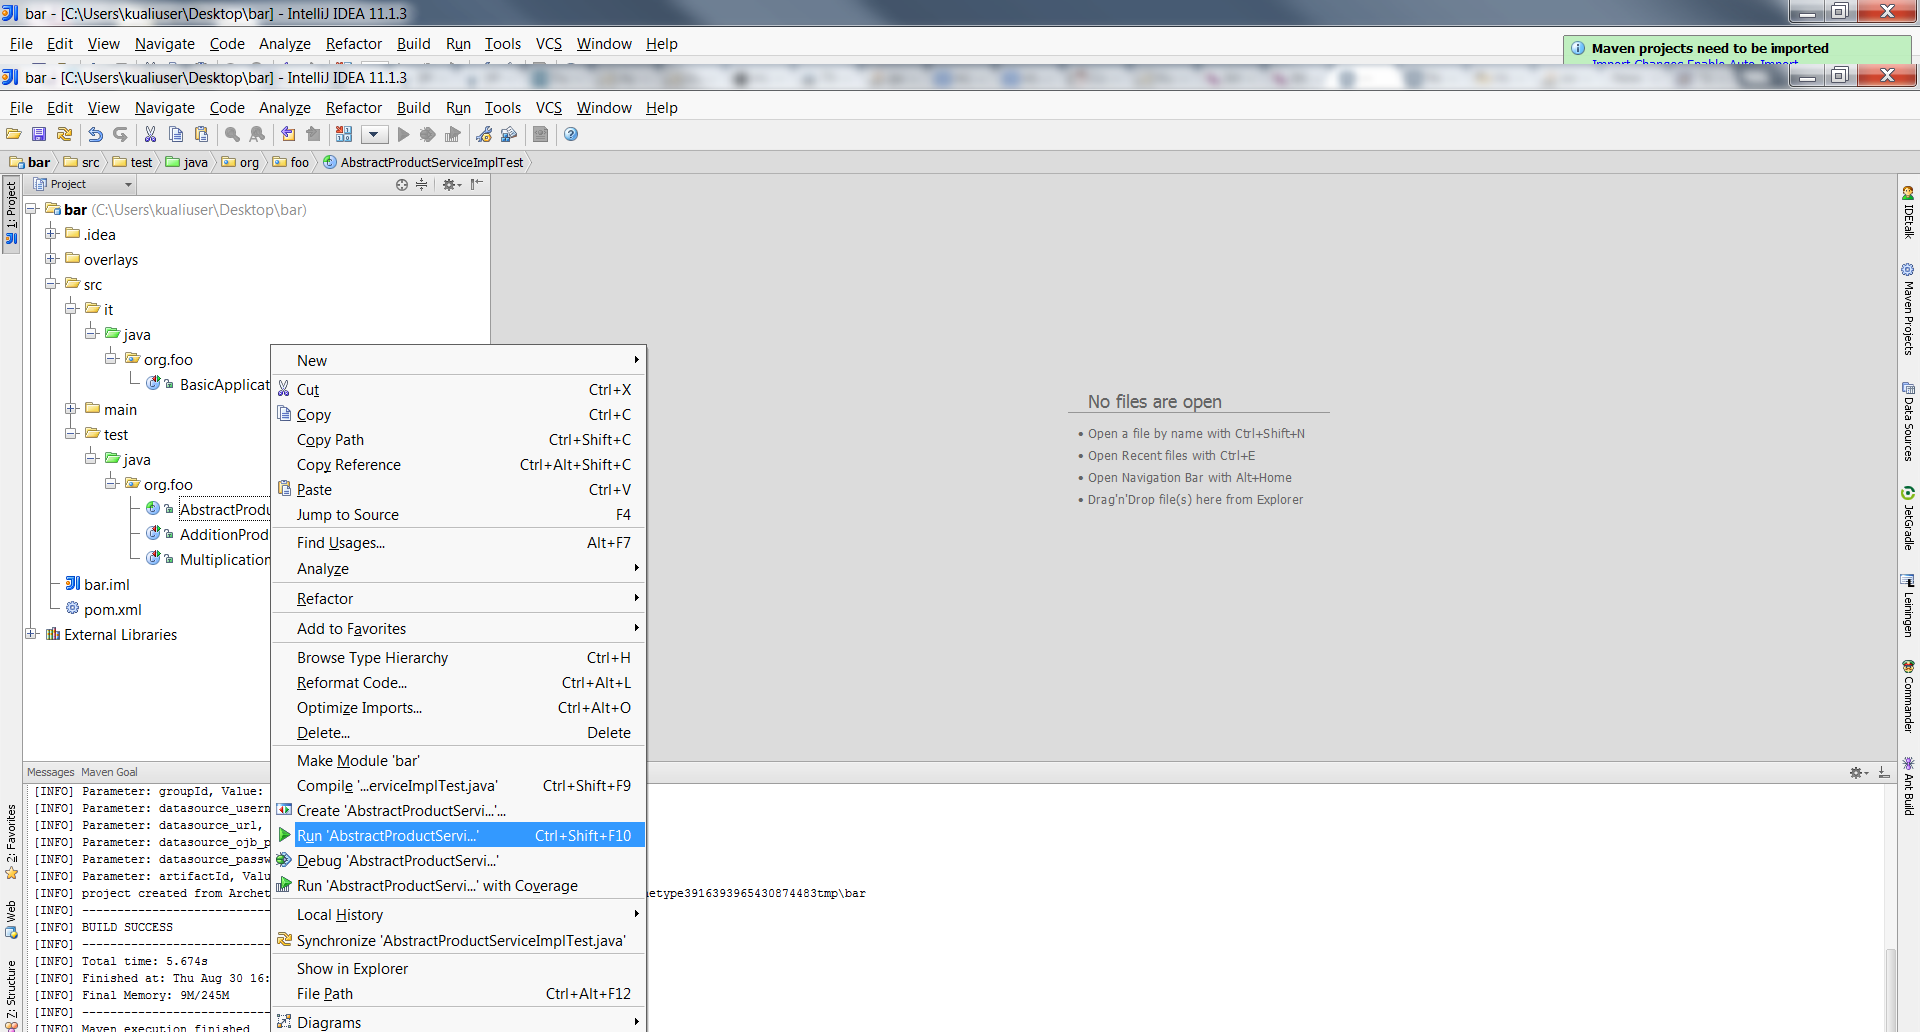 bar - [C:\Users\kualiuser\Desktop\bar] - IntelliJ IDEA 11.1.3
File Edit View Navigate Code Analyze Refactor Build Run Tools VCS Window Help
Maven projects need to be imported
Import Changes Enable Auto-Import
bar - [C:\Users\kualiuser\Desktop\bar] - IntelliJ IDEA 11.1.3
File Edit View Navigate Code Analyze Refactor Build Run Tools VCS Window Help
bar src test java org foo AbstractProductServiceImplTest
1: Project
Project
bar (C:\Users\kualiuser\Desktop\bar)
.idea
overlays
src
it
java
org.foo
BasicApplicat
main
test
java
org.foo
AbstractProdu
AdditionProd
Multiplication
bar.iml
pom.xml
External Libraries
New
Cut Ctrl+X
Copy Ctrl+C
Copy Path Ctrl+Shift+C
Copy Reference Ctrl+Alt+Shift+C
Paste Ctrl+V
Jump to Source F4
Find Usages... Alt+F7
Analyze
Refactor
Add to Favorites
Browse Type Hierarchy Ctrl+H
Reformat Code... Ctrl+Alt+L
Optimize Imports... Ctrl+Alt+O
Delete... Delete
Make Module 'bar'
Compile '...erviceImplTest.java' Ctrl+Shift+F9
Create 'AbstractProductServi...'...
Run 'AbstractProductServi...' Ctrl+Shift+F10
Debug 'AbstractProductServi...'
Run 'AbstractProductServi...' with Coverage
Local History
Synchronize 'AbstractProductServiceImplTest.java'
Show in Explorer
File Path Ctrl+Alt+F12
Diagrams
No files are open
• Open a file by name with Ctrl+Shift+N
• Open Recent files with Ctrl+E
• Open Navigation Bar with Alt+Home
• Drag'n'Drop file(s) here from Explorer
IDEtalk
Maven Projects
Data Sources
JetGradle
Leiningen
Commander
Ant Build
2: Favorites
Web
Z: Structure
Messages Maven Goal
[INFO] Parameter: groupId, Value:
[INFO] Parameter: datasource_usern
[INFO] Parameter: datasource_url,
[INFO] Parameter: datasource_ojb_p
[INFO] Parameter: datasource_passw
[INFO] Parameter: artifactId, Valu
[INFO] project created from Archet etype3916393965430874483tmp\bar
[INFO] ----------------------------
[INFO] BUILD SUCCESS
[INFO] ----------------------------
[INFO] Total time: 5.674s
[INFO] Finished at: Thu Aug 30 16:
[INFO] Final Memory: 9M/245M
[INFO] ----------------------------
[INFO] Maven execution finished